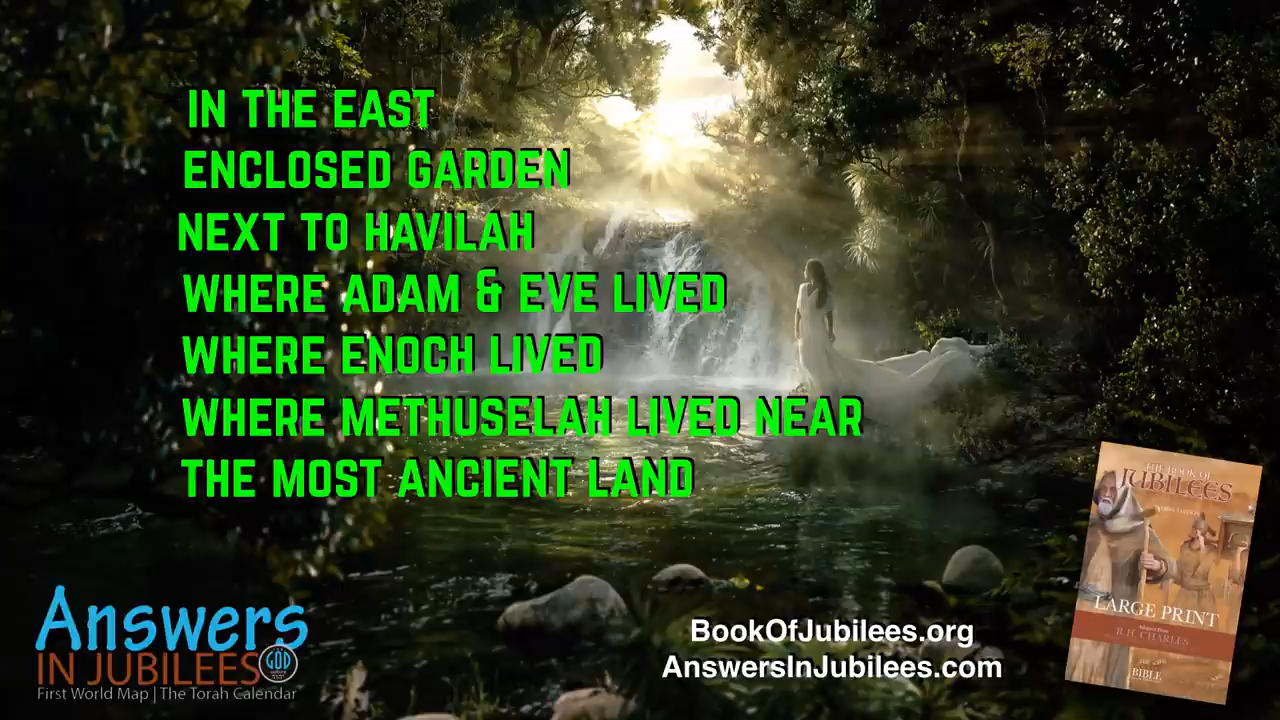 IN THE EAST
ENCLOSED GARDEN
NEXT TO HAVILAH
WHERE ADAM & EVE LIVED
WHERE ENOCH LIVED
WHERE METHUSELAH LIVED NEAR
THE MOST ANCIENT LAND
Answers
IN JUBILEES
GOD
First World Map | The Torah Calendar
BookOfJubilees.org
AnswersInJubilees.com
THE BOOK OF
JUBILEES
LARGE PRINT
R.H. CHARLES
BIBLE